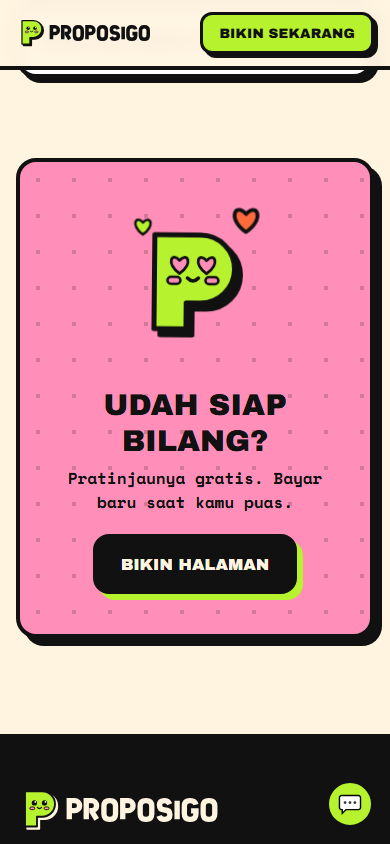 PROPOSIGO
BIKIN SEKARANG
UDAH SIAP
BILANG?
Pratinjaunya gratis. Bayar
baru saat kamu puas.
BIKIN HALAMAN
PROPOSIGO